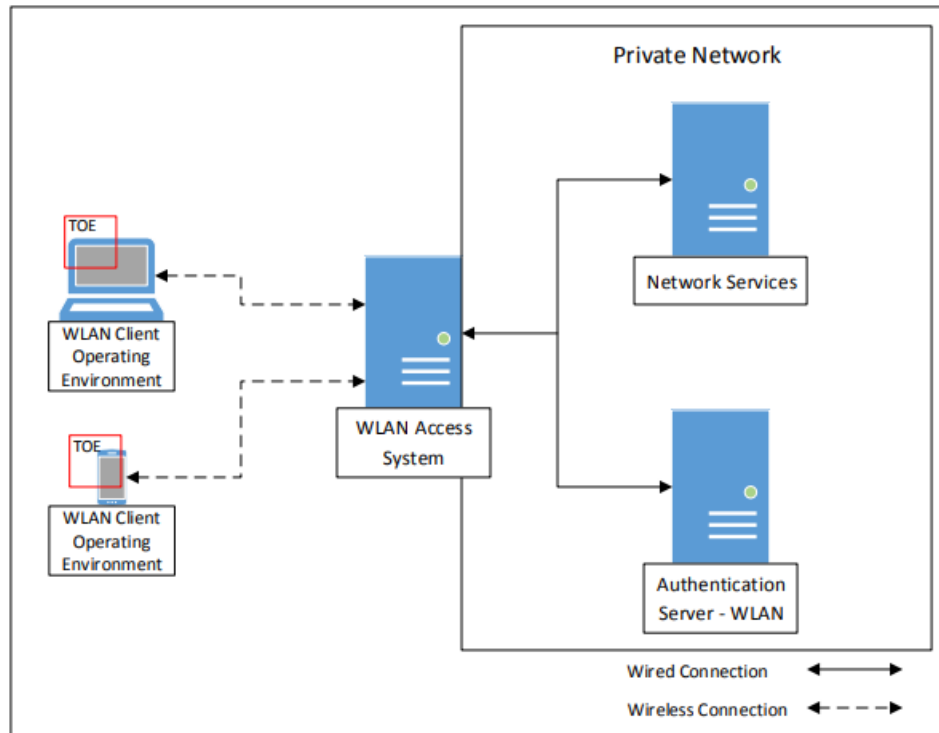 Private Network
TOE
WLAN Client
Operating
Environment
TOE
WLAN Client
Operating
Environment
WLAN Access
System
Network Services
Authentication
Server - WLAN
Wired Connection
Wireless Connection